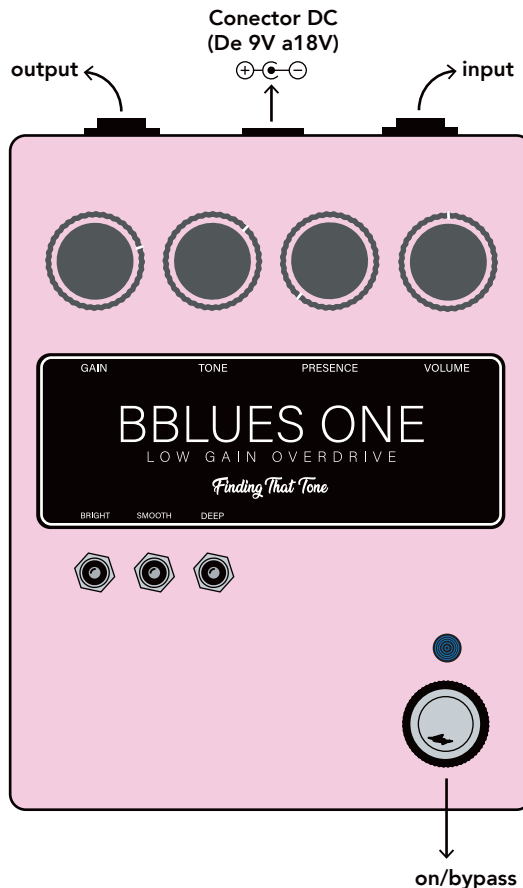 Conector DC
(De 9V a18V)
output
input
GAIN TONE PRESENCE VOLUME
BBLUES ONE
LOW GAIN OVERDRIVE
Finding That Tone
BRIGHT SMOOTH DEEP
on/bypass